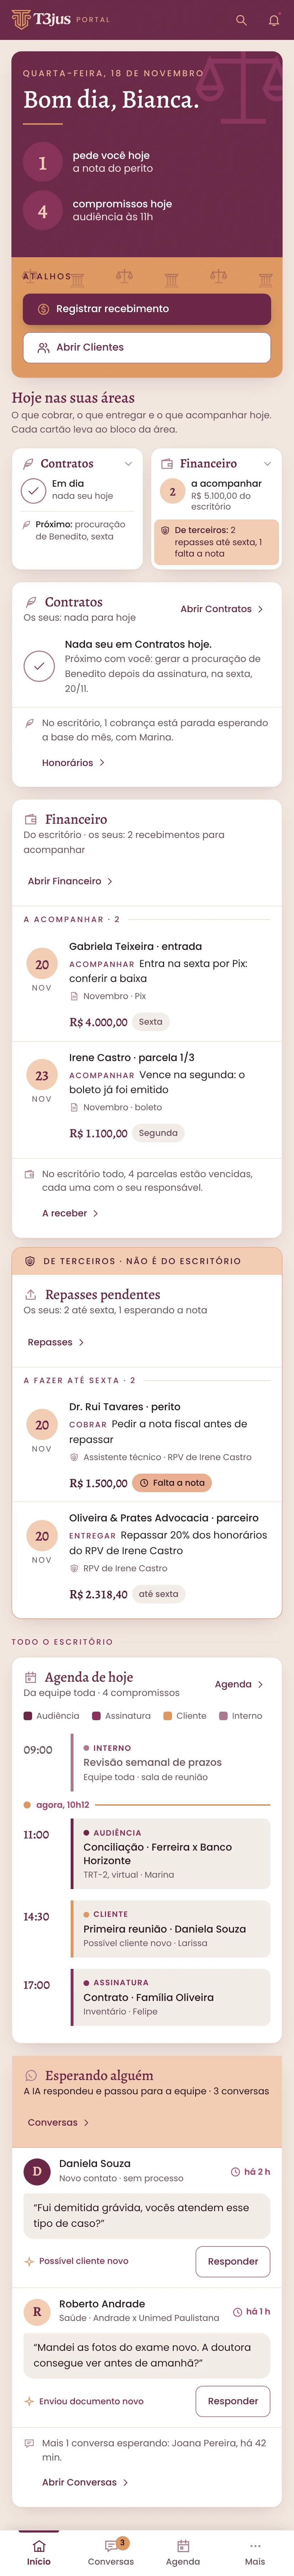 T3jus PORTAL
QUARTA-FEIRA, 18 DE NOVEMBRO
Bom dia, Bianca.
1
pede você hoje
a nota do perito
4
compromissos hoje
audiência às 11h
ATALHOS
Registrar recebimento
Abrir Clientes
Hoje nas suas áreas
O que cobrar, o que entregar e o que acompanhar hoje.
Cada cartão leva ao bloco da área.
Contratos
Em dia
nada seu hoje
Próximo: procuração
de Benedito, sexta
Financeiro
2
a acompanhar
R$ 5.100,00 do
escritório
De terceiros: 2
repasses até sexta, 1
falta a nota
Contratos
Os seus: nada para hoje
Abrir Contratos
Nada seu em Contratos hoje.
Próximo com você: gerar a procuração de
Benedito depois da assinatura, na sexta,
20/11.
No escritório, 1 cobrança está parada esperando
a base do mês, com Marina.
Honorários
Financeiro
Do escritório · os seus: 2 recebimentos para
acompanhar
Abrir Financeiro
A ACOMPANHAR · 2
20
NOV
Gabriela Teixeira · entrada
ACOMPANHAR Entra na sexta por Pix:
conferir a baixa
Novembro · Pix
R$ 4.000,00 Sexta
23
NOV
Irene Castro · parcela 1/3
ACOMPANHAR Vence na segunda: o
boleto já foi emitido
Novembro · boleto
R$ 1.100,00 Segunda
No escritório todo, 4 parcelas estão vencidas,
cada uma com o seu responsável.
A receber
DE TERCEIROS · NÃO É DO ESCRITÓRIO
Repasses pendentes
Os seus: 2 até sexta, 1 esperando a nota
Repasses
A FAZER ATÉ SEXTA · 2
20
NOV
Dr. Rui Tavares · perito
COBRAR Pedir a nota fiscal antes de
repassar
Assistente técnico · RPV de Irene Castro
R$ 1.500,00 Falta a nota
20
NOV
Oliveira & Prates Advocacia · parceiro
ENTREGAR Repassar 20% dos honorários
do RPV de Irene Castro
RPV de Irene Castro
R$ 2.318,40 até sexta
TODO O ESCRITÓRIO
Agenda de hoje
Da equipe toda · 4 compromissos
Agenda
Audiência Assinatura Cliente Interno
09:00
INTERNO
Revisão semanal de prazos
Equipe toda · sala de reunião
agora, 10h12
11:00
AUDIÊNCIA
Conciliação · Ferreira x Banco
Horizonte
TRT-2, virtual · Marina
14:30
CLIENTE
Primeira reunião · Daniela Souza
Possível cliente novo · Larissa
17:00
ASSINATURA
Contrato · Família Oliveira
Inventário · Felipe
Esperando alguém
A IA respondeu e passou para a equipe · 3 conversas
Conversas
D
Daniela Souza
Novo contato · sem processo
há 2 h
“Fui demitida grávida, vocês atendem esse
tipo de caso?”
Possível cliente novo
Responder
R
Roberto Andrade
Saúde · Andrade x Unimed Paulistana
há 1 h
“Mandei as fotos do exame novo. A doutora
consegue ver antes de amanhã?”
Enviou documento novo
Responder
Mais 1 conversa esperando: Joana Pereira, há 42
min.
Abrir Conversas
3
Início Conversas Agenda Mais